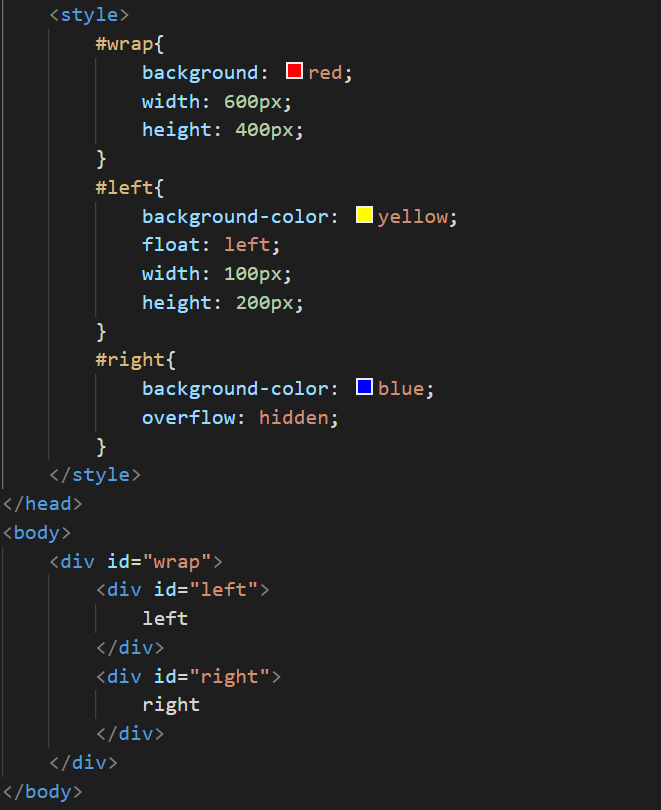 <style>
#wrap{
background: red;
width: 600px;
height: 400px;
}
#left{
background-color: yellow;
float: left;
width: 100px;
height: 200px;
}
#right{
background-color: blue;
overflow: hidden;
}
</style>
</head>
<body>
<div id="wrap">
<div id="left">
left
</div>
<div id="right">
right
</div>
</div>
</body>